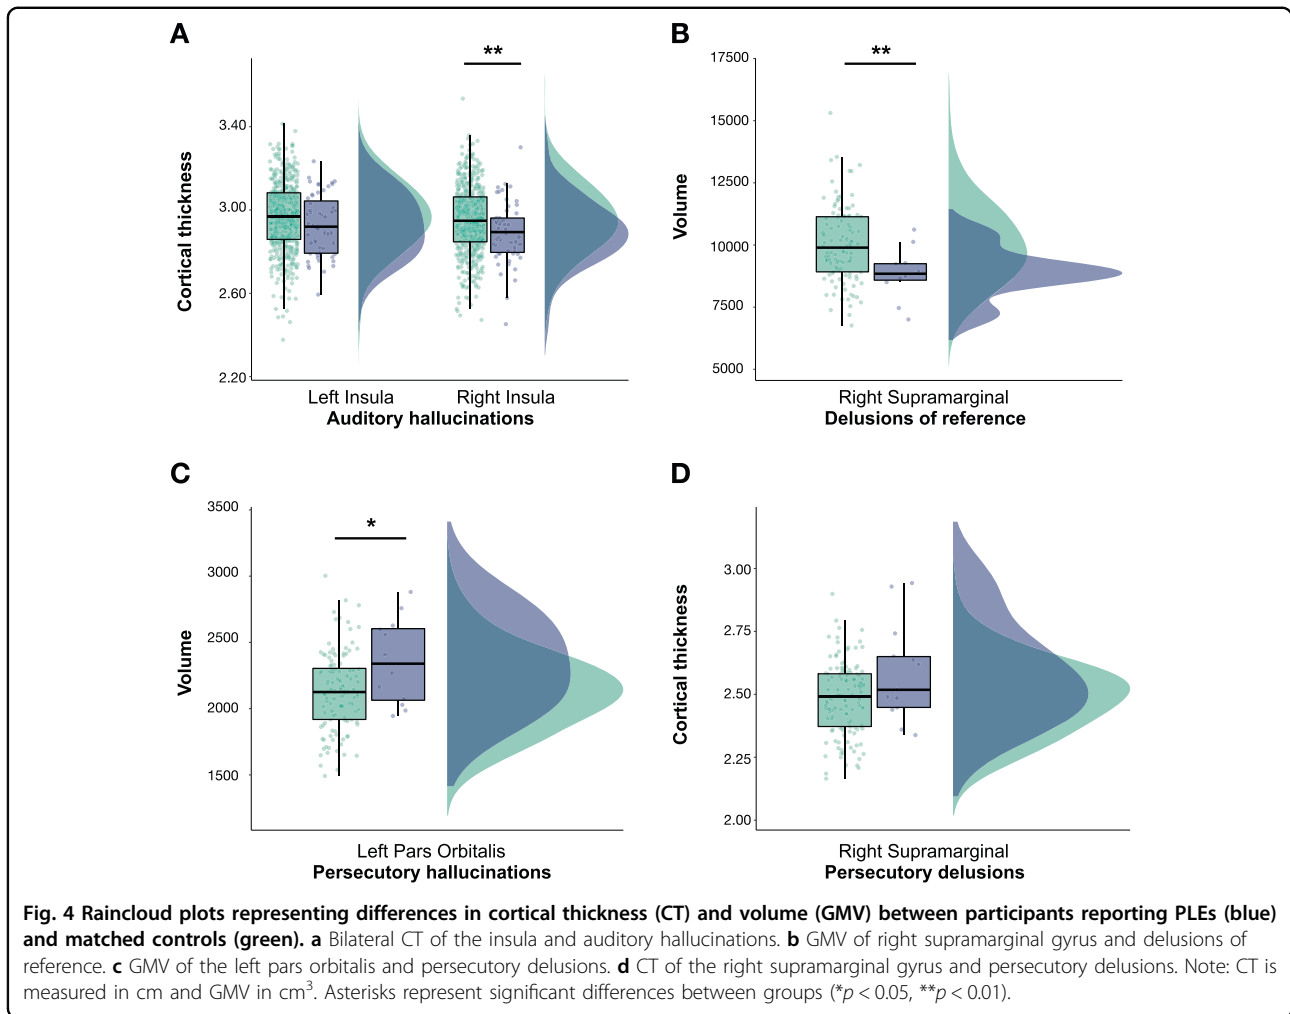 A
**
Cortical thickness
3.40
3.00
2.60
2.20
Left Insula
Right Insula
Auditory hallucinations
B
**
Volume
17500
15000
12500
10000
7500
5000
Right Supramarginal
Delusions of reference
C
*
Volume
3500
3000
2500
2000
1500
Left Pars Orbitalis
Persecutory hallucinations
D
Cortical thickness
3.00
2.75
2.50
2.25
2.00
Right Supramarginal
Persecutory delusions
Fig. 4 Raincloud plots representing differences in cortical thickness (CT) and volume (GMV) between participants reporting PLEs (blue)
and matched controls (green). a Bilateral CT of the insula and auditory hallucinations. b GMV of right supramarginal gyrus and delusions of
reference. c GMV of the left pars orbitalis and persecutory delusions. d CT of the right supramarginal gyrus and persecutory delusions. Note: CT is
measured in cm and GMV in cm³. Asterisks represent significant differences between groups (*p < 0.05, **p < 0.01).